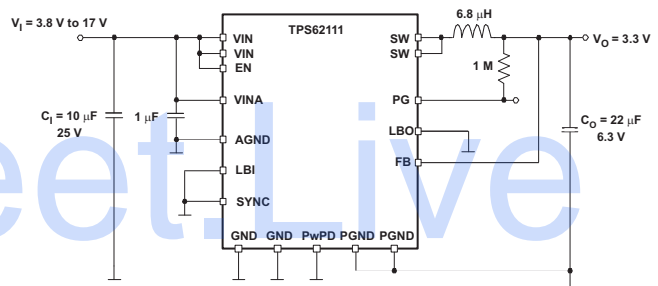 TPS62111
6.8 µH
V_I = 3.8 V to 17 V
VIN
SW
V_O = 3.3 V
VIN
SW
EN
1 M
VINA
PG
C_I = 10 µF
25 V
1 µF
C_O = 22 µF
6.3 V
AGND
LBO
LBI
FB
SYNC
GND GND PwPD PGND PGND
eet.Live